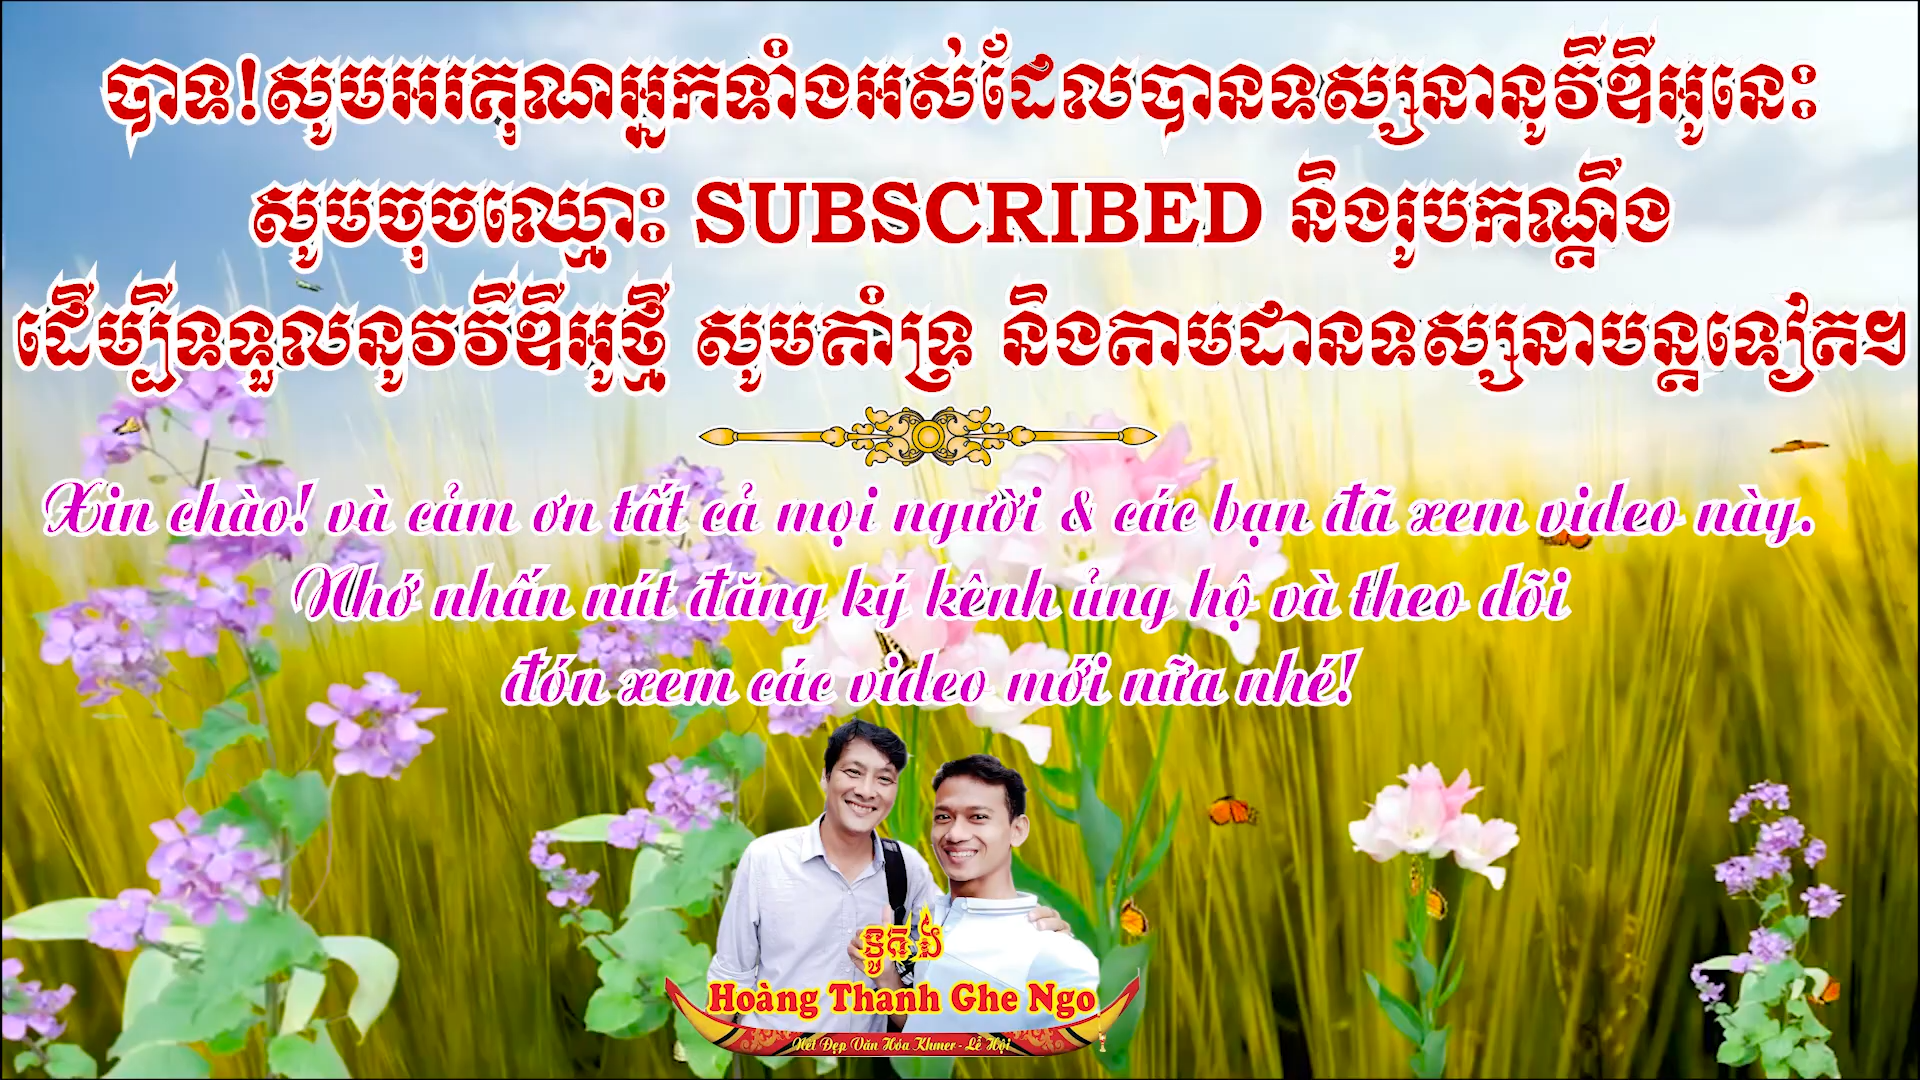 បាទ!សូមអរគុណអ្នកទាំងអស់ដែលបានទស្សនានូវវីឌីអូនេះ
សូមចុចឈ្មោះ SUBSCRIBED និងរូបកណ្ដឹង
ដើម្បីទទួលនូវវីឌីអូថ្មី សូមគាំទ្រ និងតាមដានទស្សនាបន្តទៀត។
Xin chào! và cảm ơn tất cả mọi người & các bạn đã xem video này.
Nhớ nhấn nút đăng ký kênh ủng hộ và theo dõi
đón xem các video mới nữa nhé!
ទូកង
Hoàng Thanh Ghe Ngo
Nét Đẹp Văn Hóa Khmer - Lễ Hội